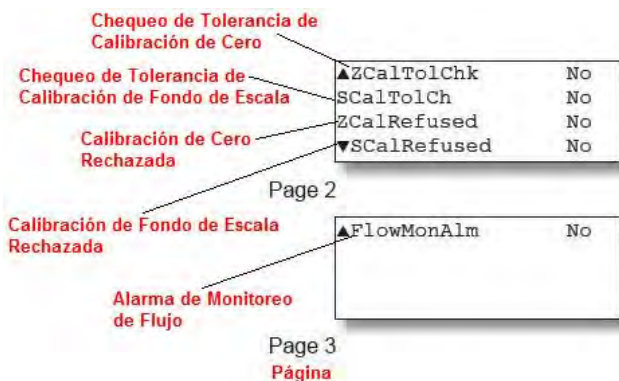 Chequeo de Tolerancia de
Calibración de Cero
Chequeo de Tolerancia de
Calibración de Fondo de Escala
Calibración de Cero
Rechazada
▲ZCalTolChk No
SCalTolCh No
ZCalRefused No
▼SCalRefused No
Page 2
Calibración de Fondo de Escala
Rechazada
▲FlowMonAlm No
Alarma de Monitoreo
de Flujo
Page 3
Página